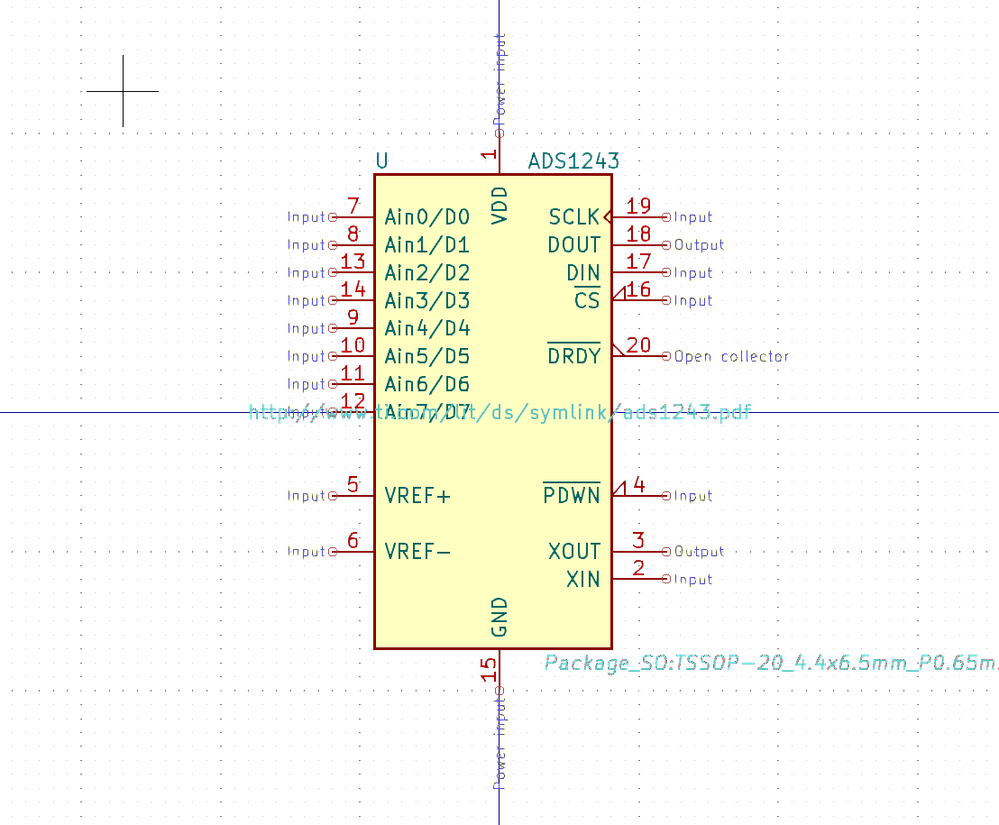 Power input
1
U ADS1243
VDD
Input 7 Ain0/D0 SCLK 19 Input
Input 8 Ain1/D1 DOUT 18 Output
Input 13 Ain2/D2 DIN 17 Input
Input 14 Ain3/D3 CS 16 Input
Input 9 Ain4/D4
Input 10 Ain5/D5 DRDY 20 Open collector
Input 11 Ain6/D6
Input 12 Ain7/D7
http://www.ti.com/lit/ds/symlink/ads1243.pdf
Input 5 VREF+ PDWN 4 Input
Input 6 VREF- XOUT 3 Output
XIN 2 Input
GND
15
Package_SO:TSSOP-20_4.4x6.5mm_P0.65m
Power input